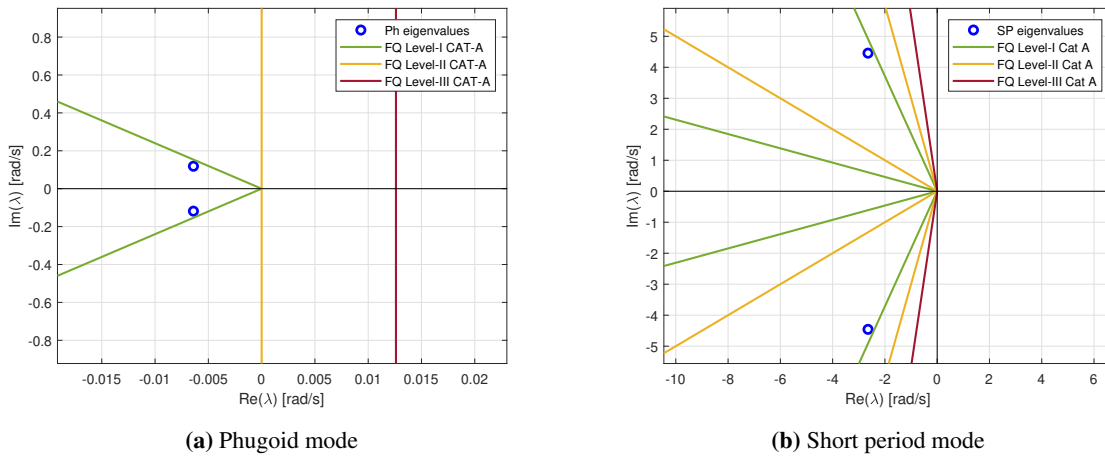 0.8
0.6
0.4
0.2
0
-0.2
-0.4
-0.6
-0.8
Im(λ) [rad/s]
-0.015
-0.01
-0.005
0
0.005
0.01
0.015
0.02
Re(λ) [rad/s]
Ph eigenvalues
FQ Level-I CAT-A
FQ Level-II CAT-A
FQ Level-III CAT-A
(a) Phugoid mode
5
4
3
2
1
0
-1
-2
-3
-4
-5
Im(λ) [rad/s]
-10
-8
-6
-4
-2
0
2
4
6
Re(λ) [rad/s]
SP eigenvalues
FQ Level-I Cat A
FQ Level-II Cat A
FQ Level-III Cat A
(b) Short period mode